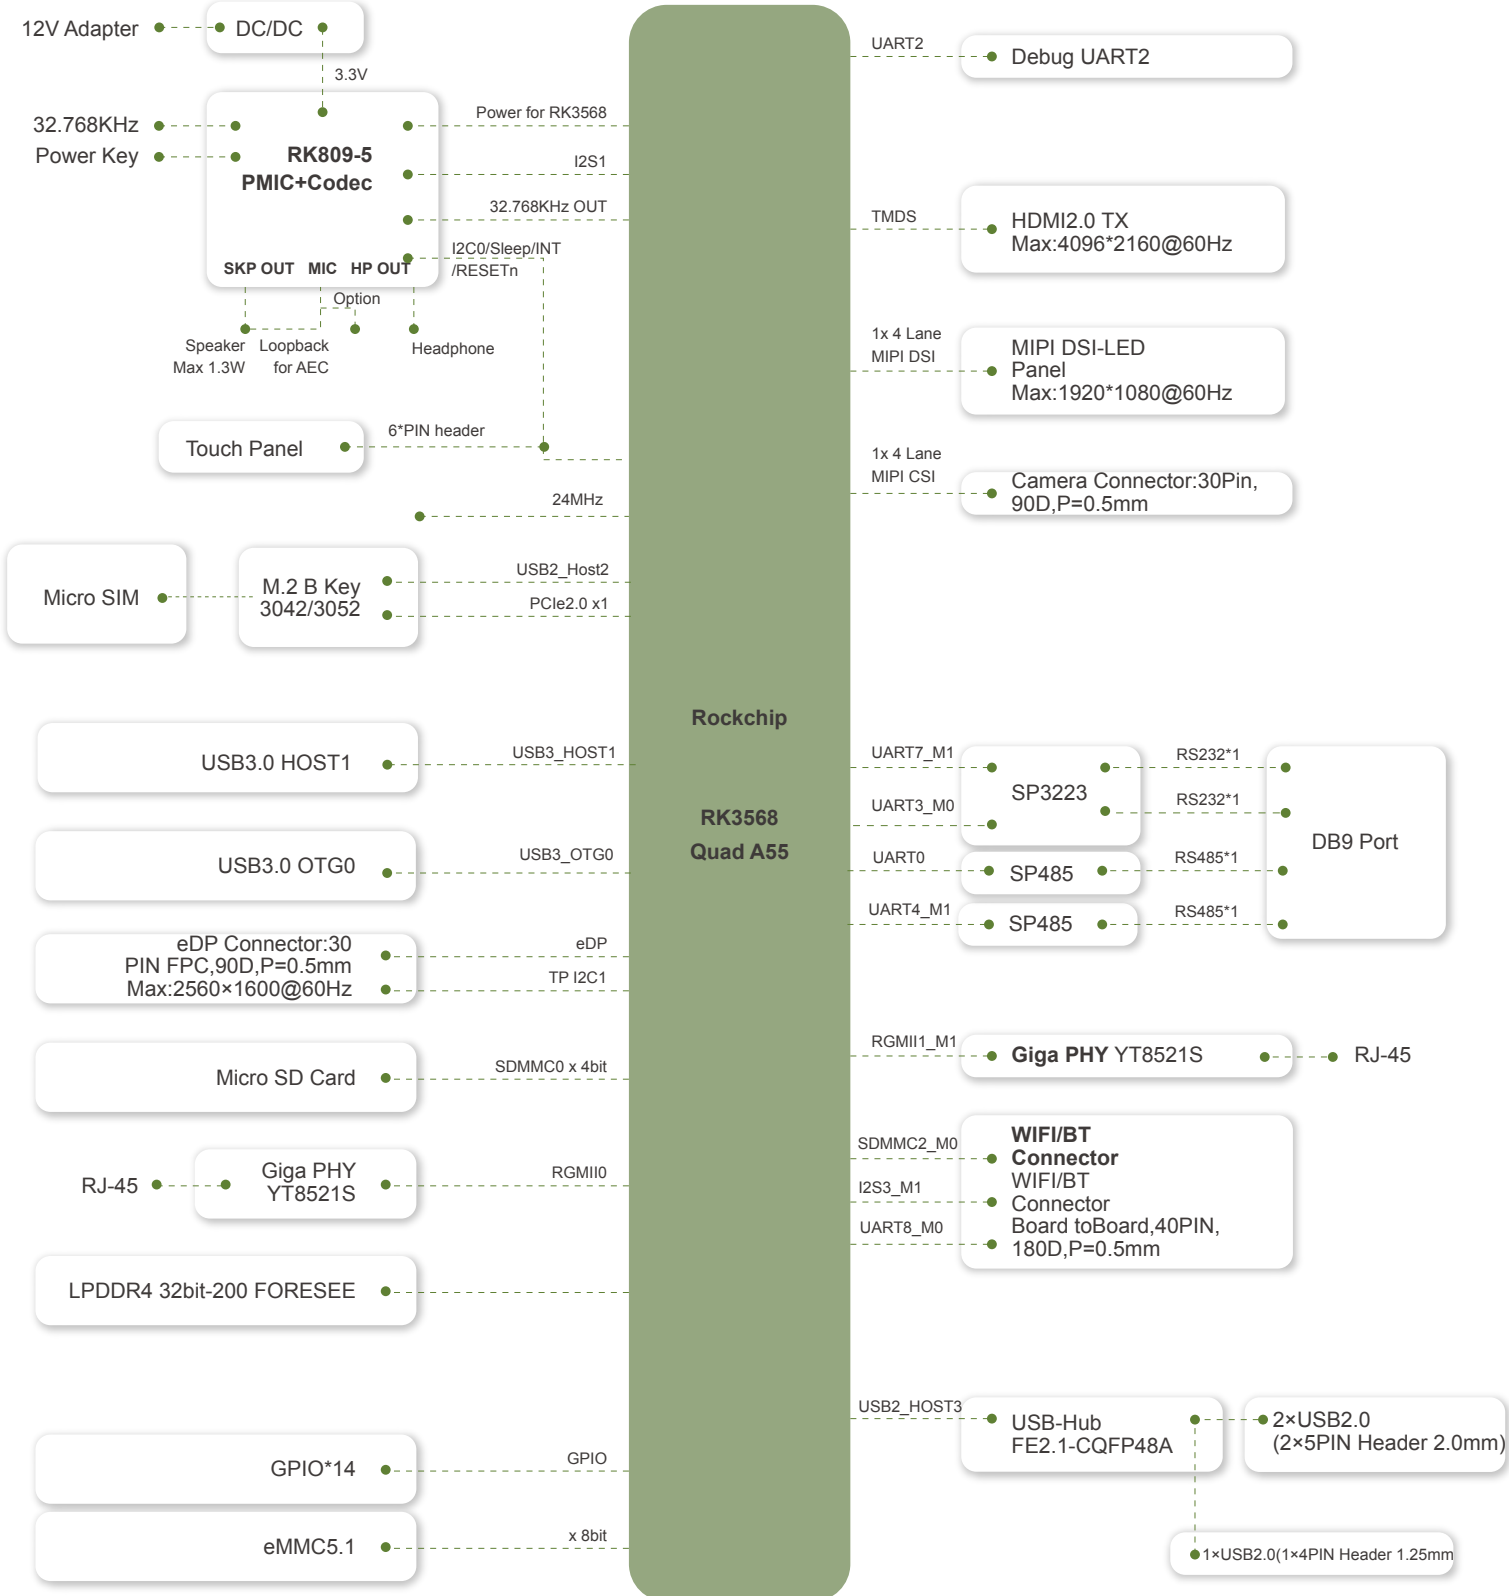 12V Adapter
DC/DC
3.3V
32.768KHz
Power Key
RK809-5
PMIC+Codec
SKP OUT MIC HP OUT
Power for RK3568
I2S1
32.768KHz OUT
I2C0/Sleep/INT
/RESETn
Option
Speaker
Max 1.3W
Loopback
for AEC
Headphone
Touch Panel
6*PIN header
24MHz
Micro SIM
M.2 B Key
3042/3052
USB2_Host2
PCIe2.0 x1
USB3.0 HOST1
USB3_HOST1
USB3.0 OTG0
USB3_OTG0
eDP Connector:30
PIN FPC,90D,P=0.5mm
Max:2560×1600@60Hz
eDP
TP I2C1
Micro SD Card
SDMMC0 x 4bit
RJ-45
Giga PHY
YT8521S
RGMII0
LPDDR4 32bit-200 FORESEE
GPIO*14
GPIO
eMMC5.1
x 8bit
Rockchip
RK3568
Quad A55
UART2
Debug UART2
TMDS
HDMI2.0 TX
Max:4096*2160@60Hz
1x 4 Lane
MIPI DSI
MIPI DSI-LED
Panel
Max:1920*1080@60Hz
1x 4 Lane
MIPI CSI
Camera Connector:30Pin,
90D,P=0.5mm
UART7_M1
UART3_M0
SP3223
RS232*1
RS232*1
UART0
SP485
RS485*1
UART4_M1
SP485
RS485*1
DB9 Port
RGMII1_M1
Giga PHY YT8521S
RJ-45
SDMMC2_M0
I2S3_M1
UART8_M0
WIFI/BT
Connector
WIFI/BT
Connector
Board toBoard,40PIN,
180D,P=0.5mm
USB2_HOST3
USB-Hub
FE2.1-CQFP48A
2×USB2.0
(2×5PIN Header 2.0mm)
1×USB2.0(1×4PIN Header 1.25mm